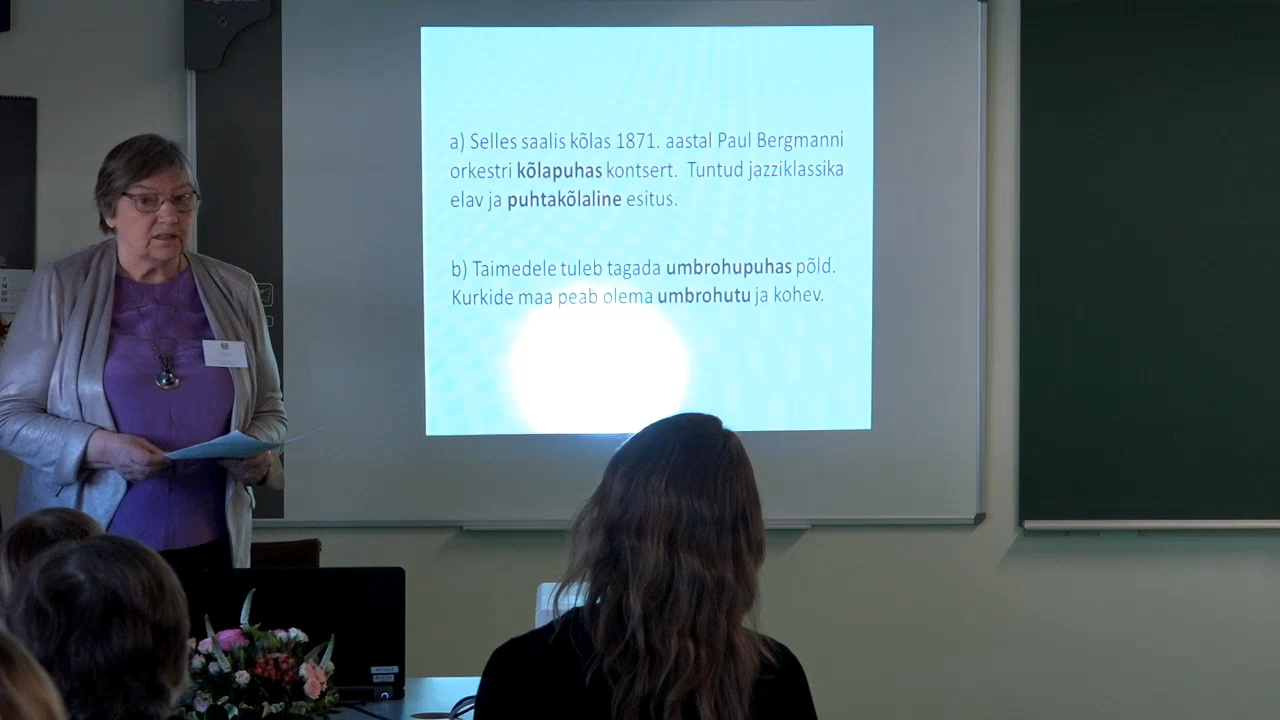 a) Selles saalis kõlas 1871. aastal Paul Bergmanni
orkestri kõlapuhas kontsert. Tuntud jazziklassika
elav ja puhtakõlaline esitus.
b) Taimedele tuleb tagada umbrohupuhas põld.
Kurkide maa peab olema umbrohutu ja kohev.